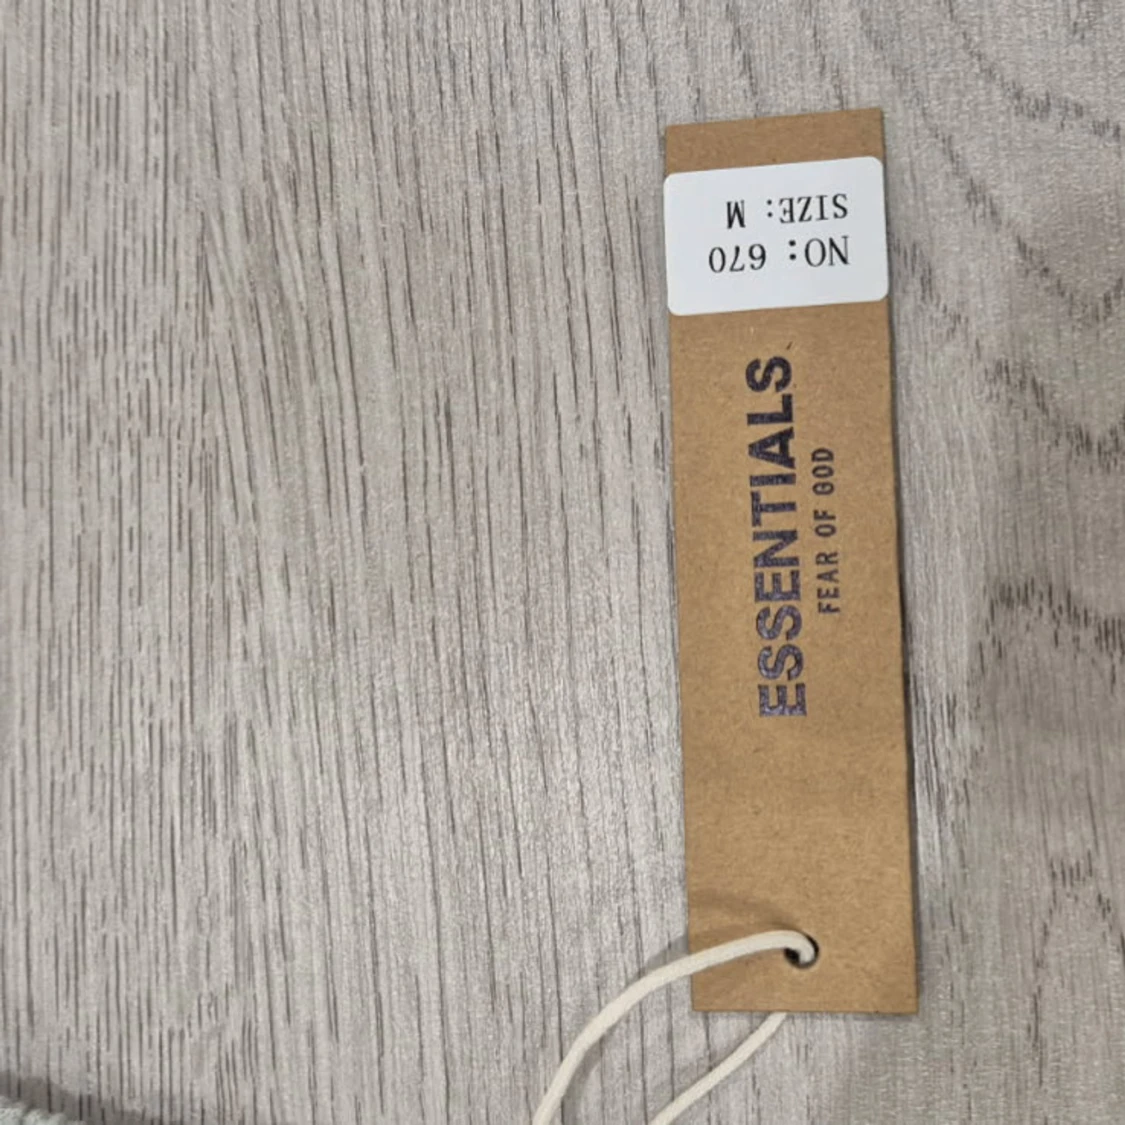 NO: 670
SIZE: M
ESSENTIALS
FEAR OF GOD